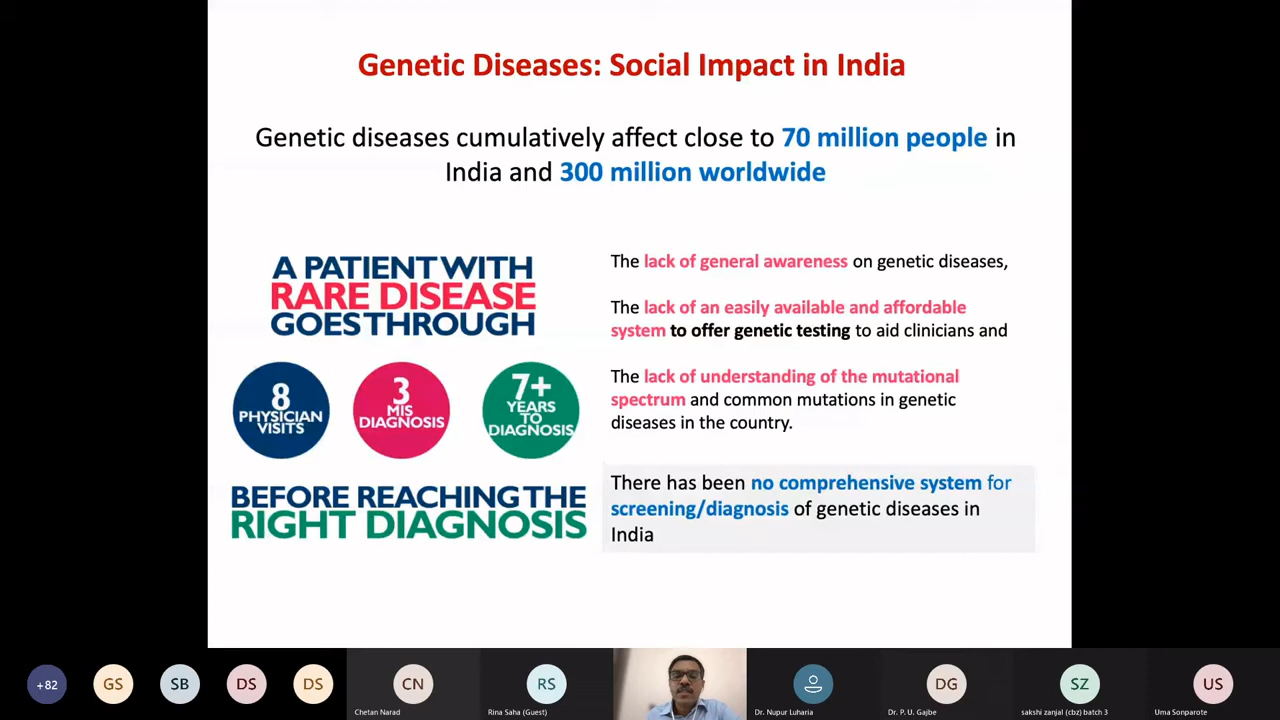 Genetic Diseases: Social Impact in India
Genetic diseases cumulatively affect close to 70 million people in
India and 300 million worldwide
A PATIENT WITH
RARE DISEASE
GOES THROUGH
8
PHYSICIAN
VISITS
3
MIS
DIAGNOSIS
7+
YEARS
TO
DIAGNOSIS
BEFORE REACHING THE
RIGHT DIAGNOSIS
The lack of general awareness on genetic diseases,
The lack of an easily available and affordable
system to offer genetic testing to aid clinicians and
The lack of understanding of the mutational
spectrum and common mutations in genetic
diseases in the country.
There has been no comprehensive system for
screening/diagnosis of genetic diseases in
India
+82
GS
SB
DS
DS
CN
Chetan Narad
RS
Rina Saha (Guest)
Dr. Nupur Luharia
DG
Dr. P. U. Gajbe
SZ
sakshi zanjal (cbz) batch 3
US
Uma Sonparote